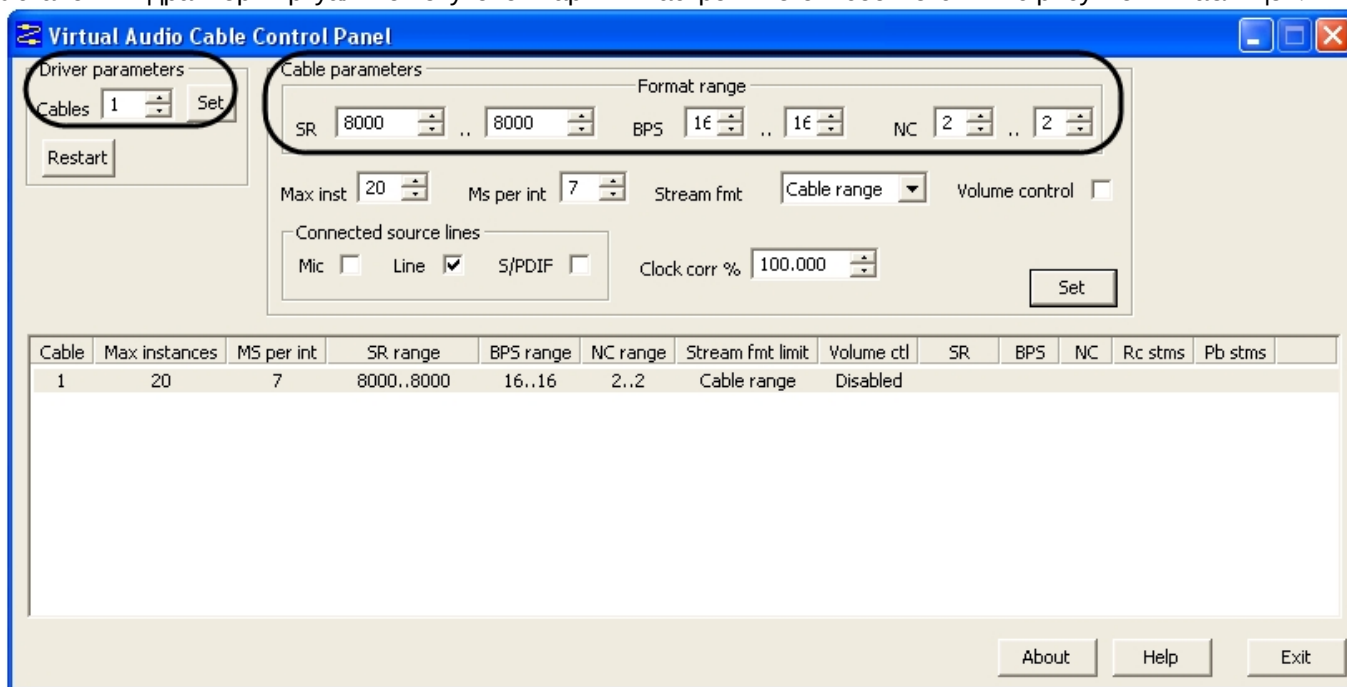 Virtual Audio Cable Control Panel
Driver parameters
Cables 1 Set
Restart
Cable parameters
Format range
SR 8000 .. 8000 BPS 16 .. 16 NC 2 .. 2
Max inst 20 Ms per int 7 Stream fmt Cable range Volume control
Connected source lines
Mic Line S/PDIF Clock corr % 100.000
Set
Cable Max instances MS per int SR range BPS range NC range Stream fmt limit Volume ctl SR BPS NC Rc stms Pb stms
1 20 7 8000..8000 16..16 2..2 Cable range Disabled
About Help Exit